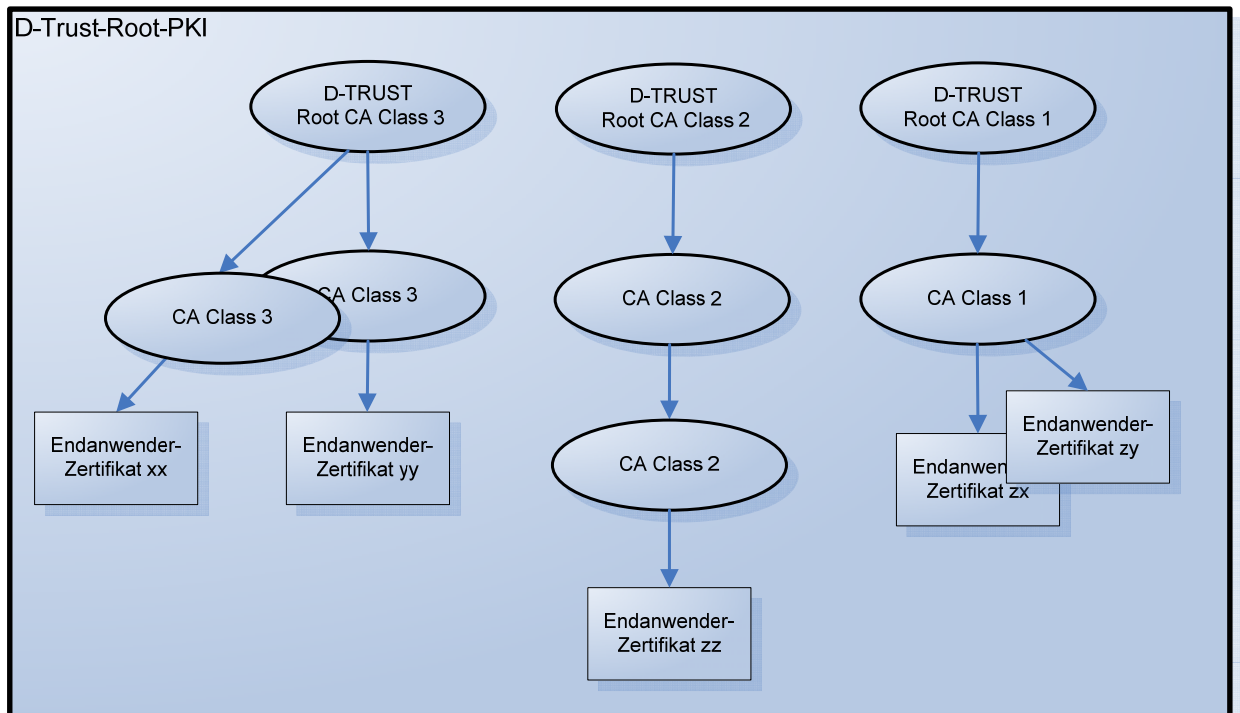 D-Trust-Root-PKI
D-TRUST
Root CA Class 3
D-TRUST
Root CA Class 2
D-TRUST
Root CA Class 1
CA Class 3
CA Class 3
CA Class 2
CA Class 1
Endanwender-
Zertifikat xx
Endanwender-
Zertifikat yy
CA Class 2
Endanwender-
Zertifikat zy
Endanwen
Zertifikat zx
Endanwender-
Zertifikat zz